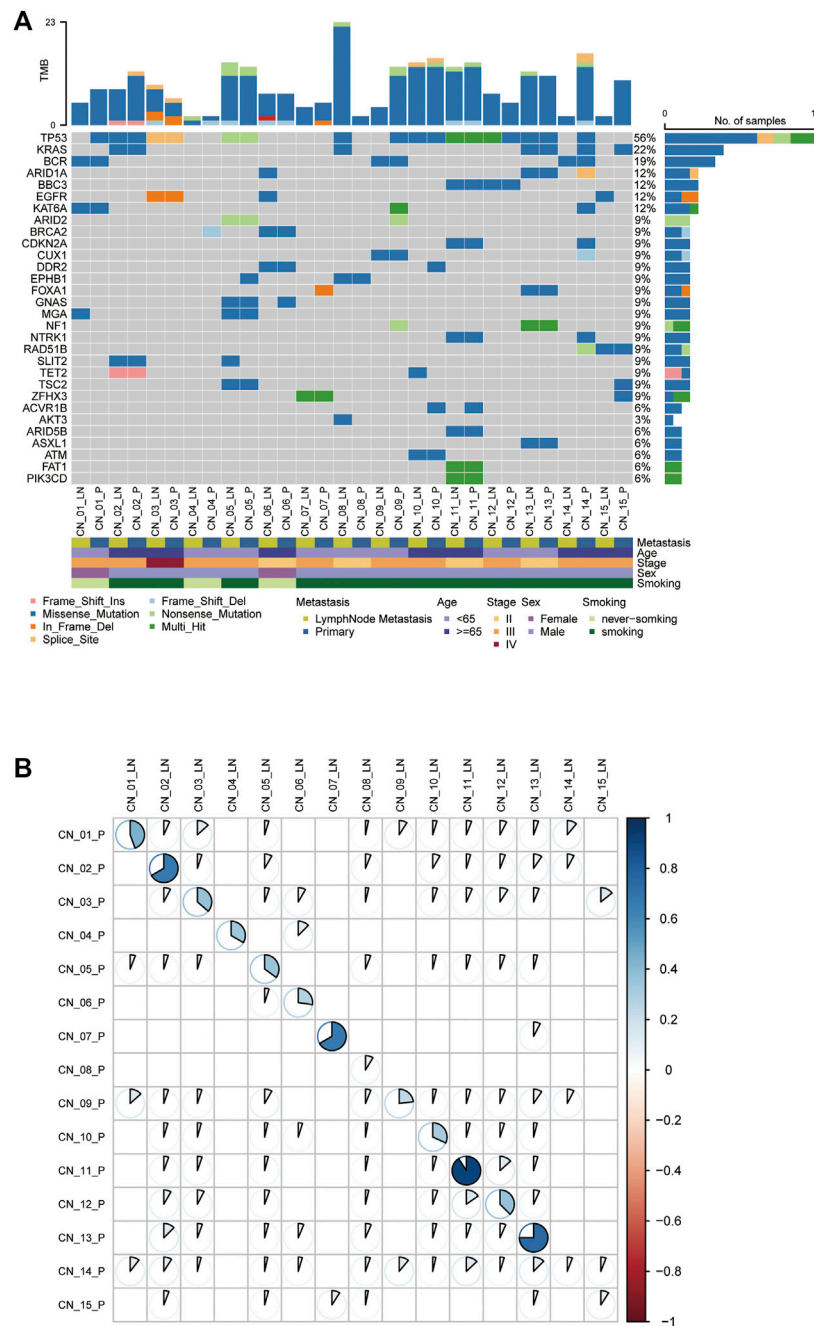 A
23
TMB
0
0
No. of samples
1
TP53 56%
KRAS 22%
BCR 19%
ARID1A 12%
BBC3 12%
EGFR 12%
KAT6A 12%
ARID2 9%
BRCA2 9%
CDKN2A 9%
CUX1 9%
DDR2 9%
EPHB1 9%
FOXA1 9%
GNAS 9%
MGA 9%
NF1 9%
NTRK1 9%
RAD51B 9%
SLIT2 9%
TET2 9%
TSC2 9%
ZFHX3 9%
ACVR1B 6%
AKT3 3%
ARID5B 6%
ASXL1 6%
ATM 6%
FAT1 6%
PIK3CD 6%
CN_01_LN CN_01_P CN_02_LN CN_02_P CN_03_LN CN_03_P CN_04_LN CN_04_P CN_05_LN CN_05_P CN_06_LN CN_06_P CN_07_LN CN_07_P CN_08_LN CN_08_P CN_09_LN CN_09_P CN_10_LN CN_10_P CN_11_LN CN_11_P CN_12_LN CN_12_P CN_13_LN CN_13_P CN_14_LN CN_14_P CN_15_LN CN_15_P
Metastasis
Age
Stage
Sex
Smoking
Frame_Shift_Ins Frame_Shift_Del
Missense_Mutation Nonsense_Mutation
In_Frame_Del Multi_Hit
Splice_Site
Metastasis Age Stage Sex Smoking
LymphNode Metastasis <65 II Female never-somking
Primary >=65 III Male smoking
IV
B
CN_01_LN CN_02_LN CN_03_LN CN_04_LN CN_05_LN CN_06_LN CN_07_LN CN_08_LN CN_09_LN CN_10_LN CN_11_LN CN_12_LN CN_13_LN CN_14_LN CN_15_LN
CN_01_P
CN_02_P
CN_03_P
CN_04_P
CN_05_P
CN_06_P
CN_07_P
CN_08_P
CN_09_P
CN_10_P
CN_11_P
CN_12_P
CN_13_P
CN_14_P
CN_15_P
1
0.8
0.6
0.4
0.2
0
−0.2
−0.4
−0.6
−0.8
−1